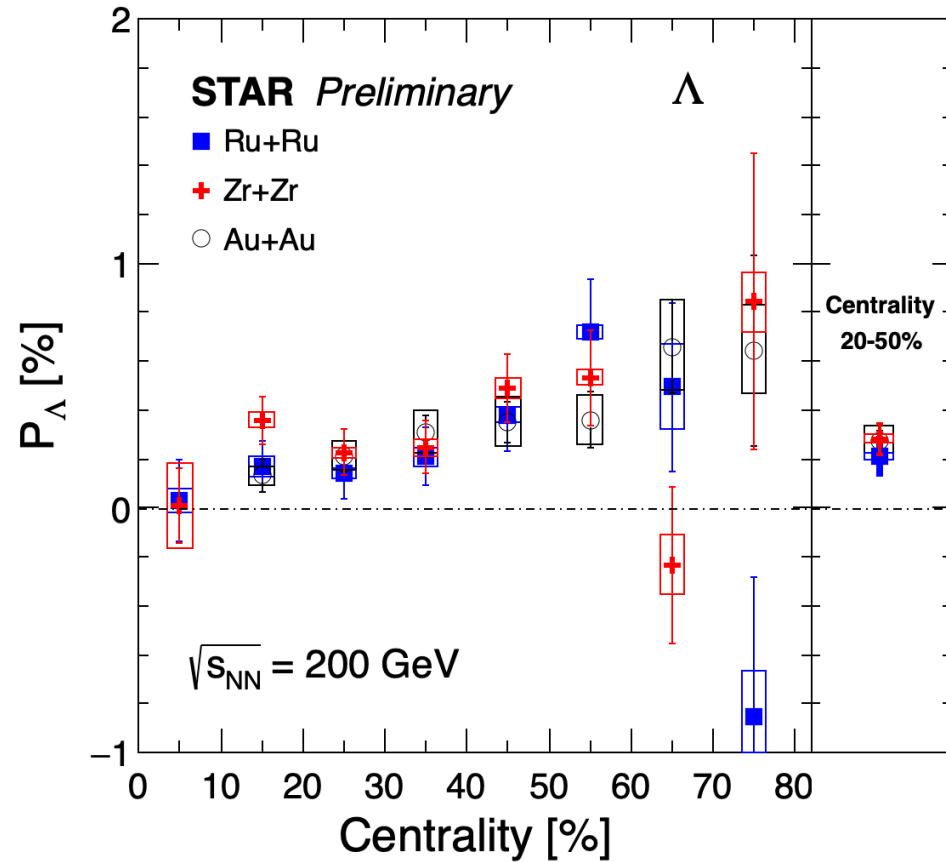 STAR Preliminary Λ
Ru+Ru
Zr+Zr
Au+Au
√s_NN = 200 GeV
P_Λ [%]
2
1
0
−1
0 10 20 30 40 50 60 70 80
Centrality [%]
Centrality
20-50%